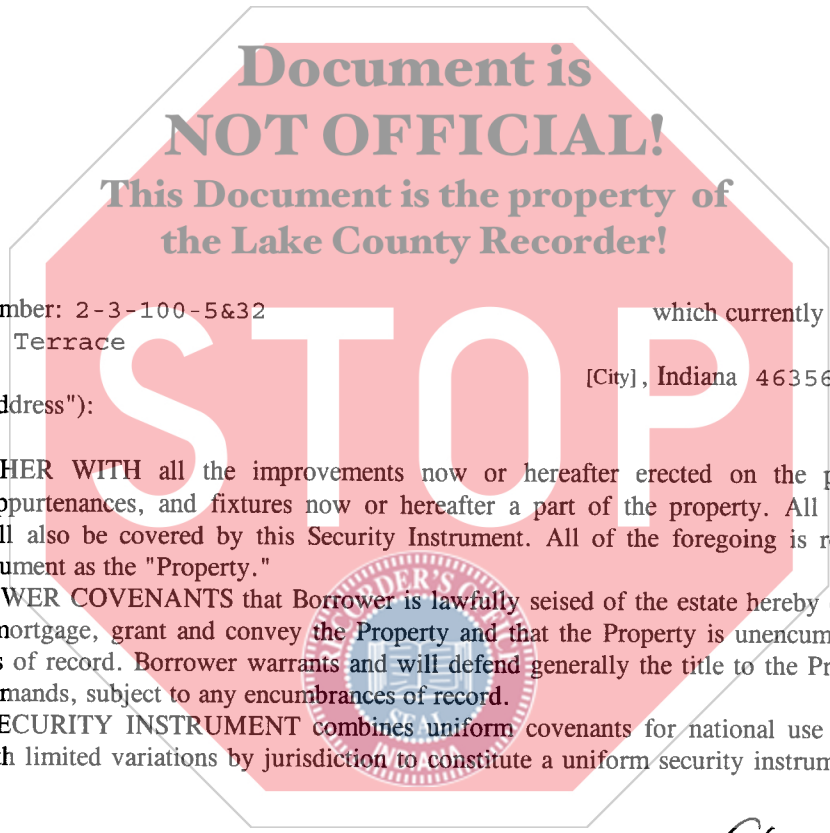 Document is
NOT OFFICIAL!
This Document is the property of
the Lake County Recorder!
mber: 2-3-100-5&32 which currently
Terrace
[City], Indiana 46356
ddress"):
STOP
HER WITH all the improvements now or hereafter erected on the p
ppurtenances, and fixtures now or hereafter a part of the property. All
ll also be covered by this Security Instrument. All of the foregoing is r
ument as the "Property."
WER COVENANTS that Borrower is lawfully seised of the estate hereby
mortgage, grant and convey the Property and that the Property is unencum
s of record. Borrower warrants and will defend generally the title to the Pr
mands, subject to any encumbrances of record.
ECURITY INSTRUMENT combines uniform covenants for national use
th limited variations by jurisdiction to constitute a uniform security instrum
RECORDER'S OFFICE
SEAL
INDIANA